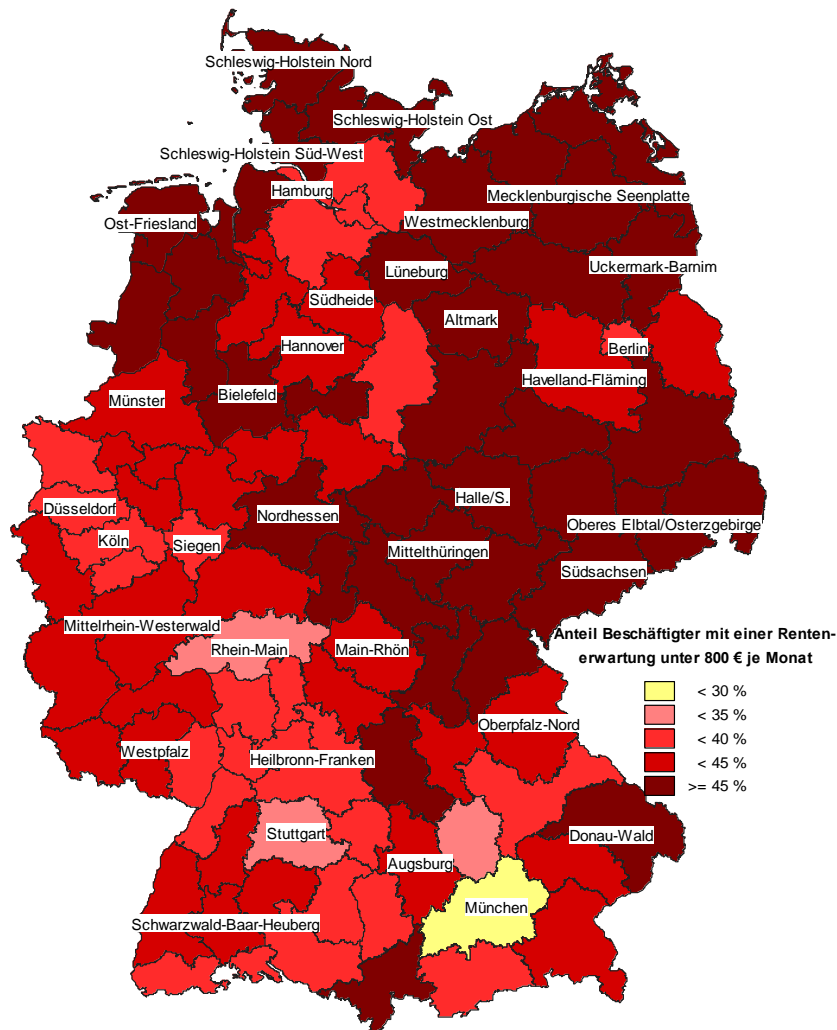 Schleswig-Holstein Nord
Schleswig-Holstein Ost
Schleswig-Holstein Süd-West
Hamburg
Mecklenburgische Seenplatte
Ost-Friesland
Westmecklenburg
Lüneburg
Uckermark-Barnim
Südheide
Altmark
Hannover
Berlin
Havelland-Fläming
Bielefeld
Münster
Halle/S.
Düsseldorf
Nordhessen
Oberes Elbtal/Osterzgebirge
Köln
Siegen
Mittelthüringen
Südsachsen
Mittelrhein-Westerwald
Rhein-Main
Main-Rhön
Anteil Beschäftigter mit einer Renten-
erwartung unter 800 € je Monat
< 30 %
< 35 %
< 40 %
< 45 %
>= 45 %
Oberpfalz-Nord
Westpfalz
Heilbronn-Franken
Stuttgart
Donau-Wald
Augsburg
München
Schwarzwald-Baar-Heuberg